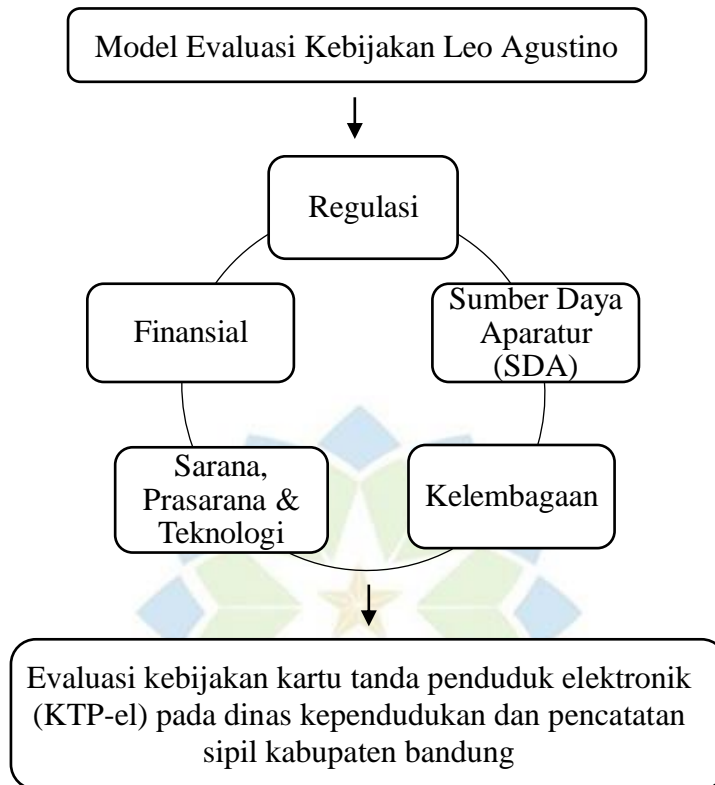 Model Evaluasi Kebijakan Leo Agustino
Regulasi
Finansial
Sumber Daya
Aparatur
(SDA)
Sarana,
Prasarana &
Teknologi
Kelembagaan
Evaluasi kebijakan kartu tanda penduduk elektronik
(KTP-el) pada dinas kependudukan dan pencatatan
sipil kabupaten bandung